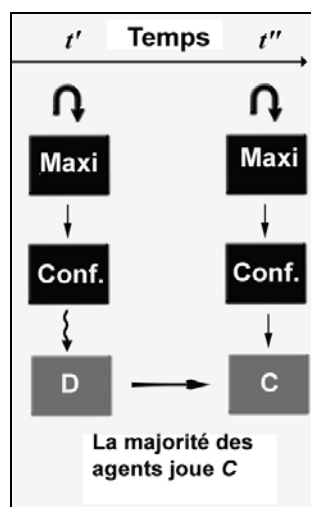 t′ Temps t″
Maxi Maxi
Conf. Conf.
D C
La majorité des
agents joue C